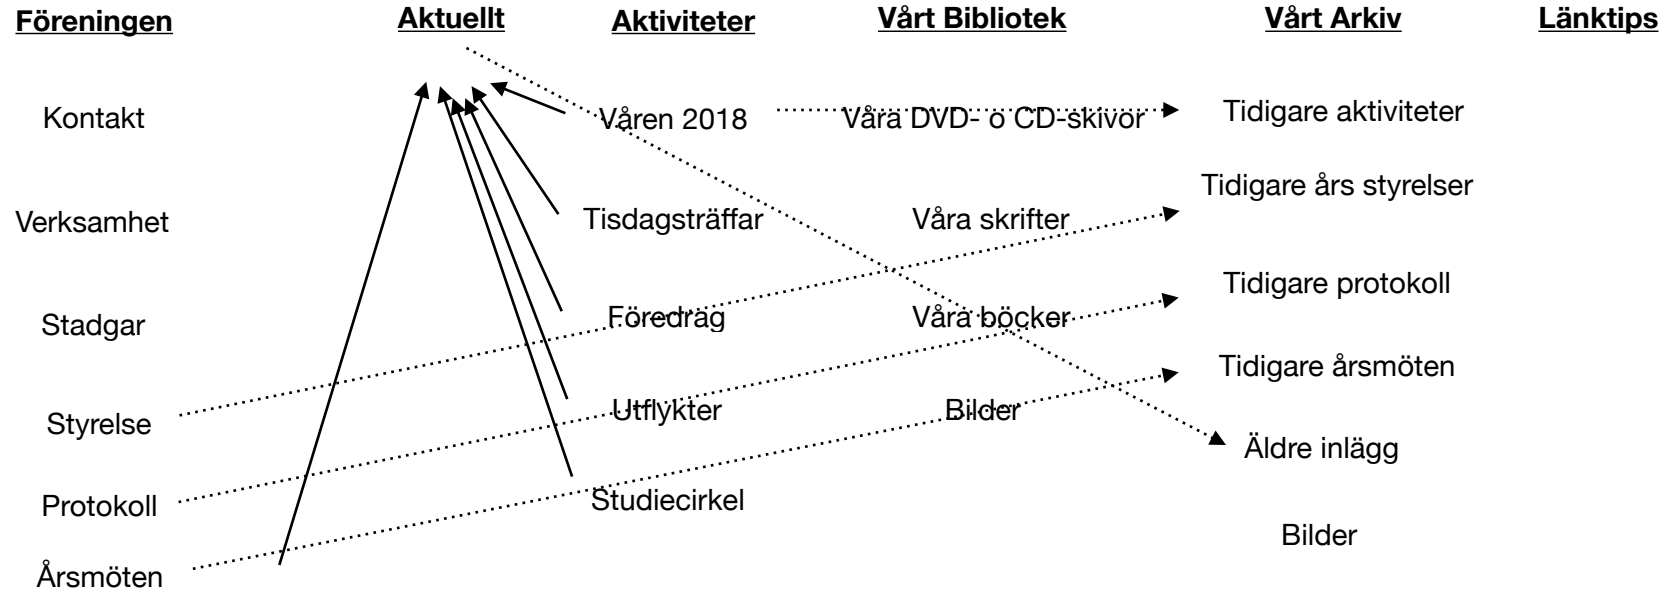 Föreningen
Aktuellt
Aktiviteter
Vårt Bibliotek
Vårt Arkiv
Länktips
Kontakt
Våren 2018
Våra DVD- o CD-skivor
Tidigare aktiviteter
Tidigare års styrelser
Verksamhet
Tisdagsträffar
Våra skrifter
Tidigare protokoll
Stadgar
Föredrag
Våra böcker
Tidigare årsmöten
Styrelse
Utflykter
Bilder
Äldre inlägg
Protokoll
Studiecirkel
Bilder
Årsmöten